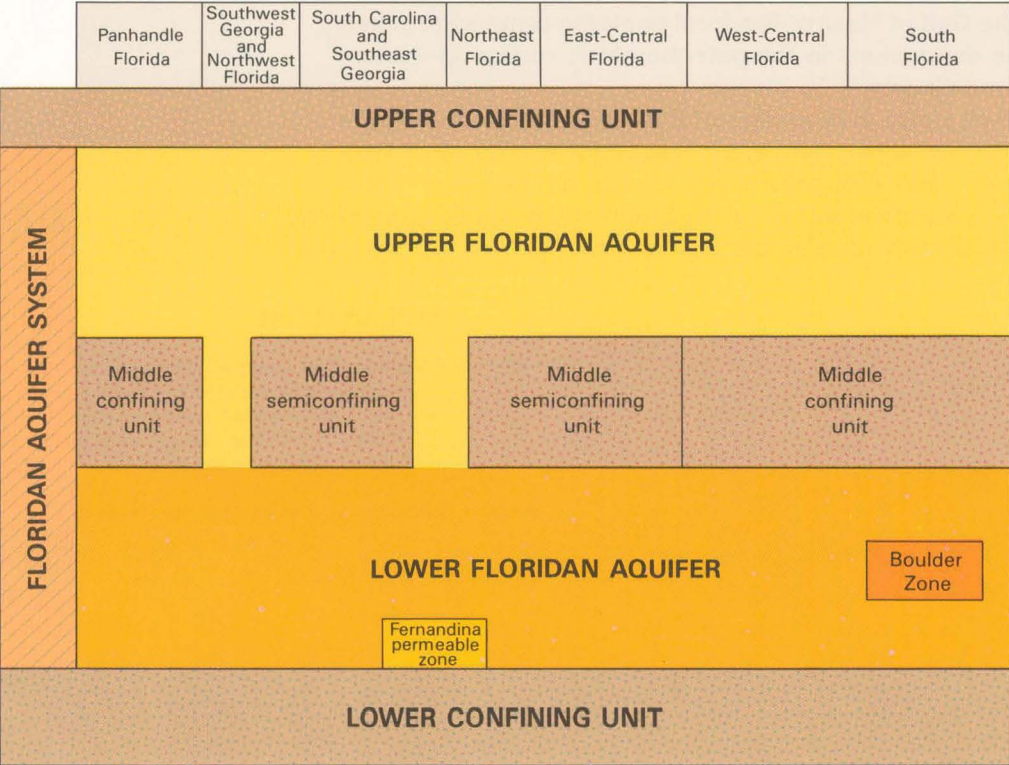 Panhandle
Florida
Southwest
Georgia
and
Northwest
Florida
South Carolina
and
Southeast
Georgia
Northeast
Florida
East-Central
Florida
West-Central
Florida
South
Florida
UPPER CONFINING UNIT
FLORIDAN AQUIFER SYSTEM
UPPER FLORIDAN AQUIFER
Middle
confining
unit
Middle
semiconfining
unit
Middle
semiconfining
unit
Middle
confining
unit
LOWER FLORIDAN AQUIFER
Boulder
Zone
Fernandina
permeable
zone
LOWER CONFINING UNIT